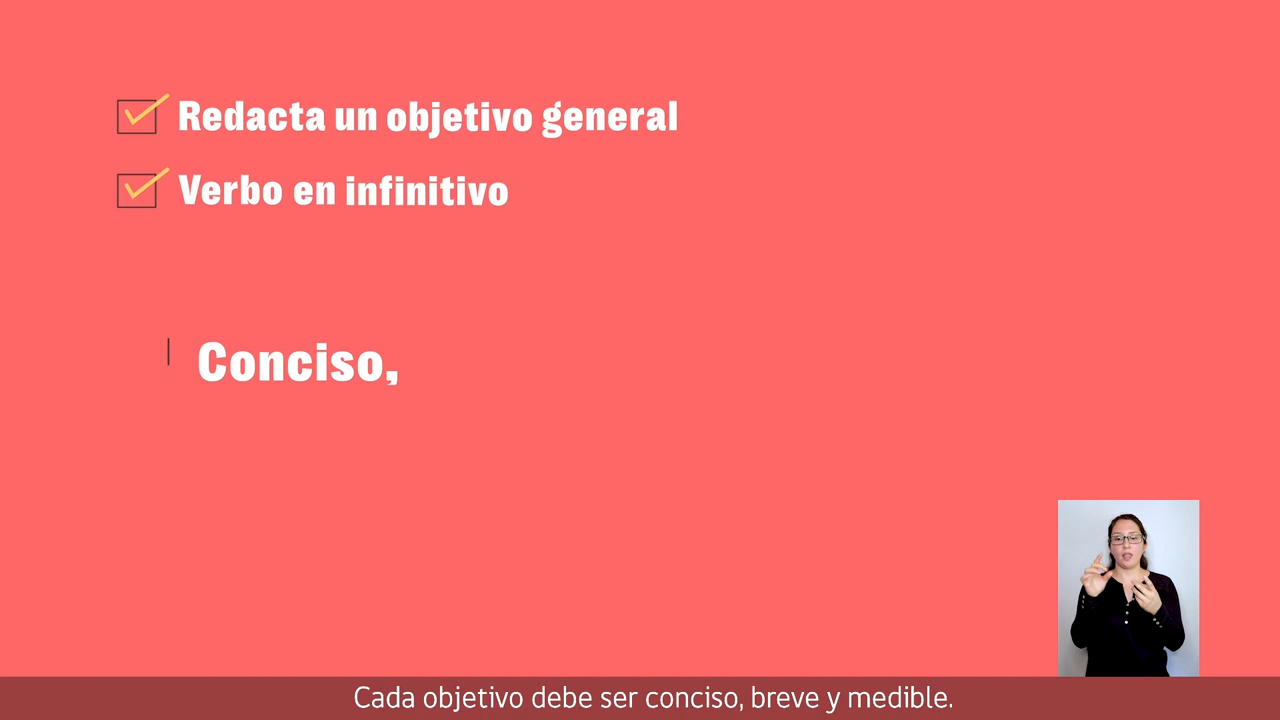 Redacta un objetivo general
Verbo en infinitivo
Conciso,
Cada objetivo debe ser conciso, breve y medible.